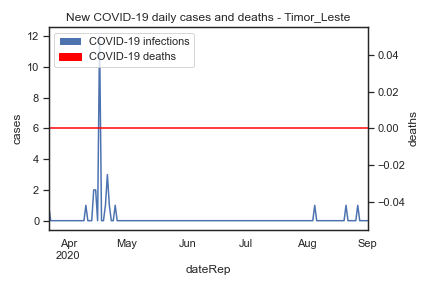 New COVID-19 daily cases and deaths - Timor_Leste
COVID-19 infections
COVID-19 deaths
12
10
8
6
4
2
0
cases
0.04
0.02
0.00
−0.02
−0.04
deaths
Apr
2020
May
Jun
Jul
Aug
Sep
dateRep